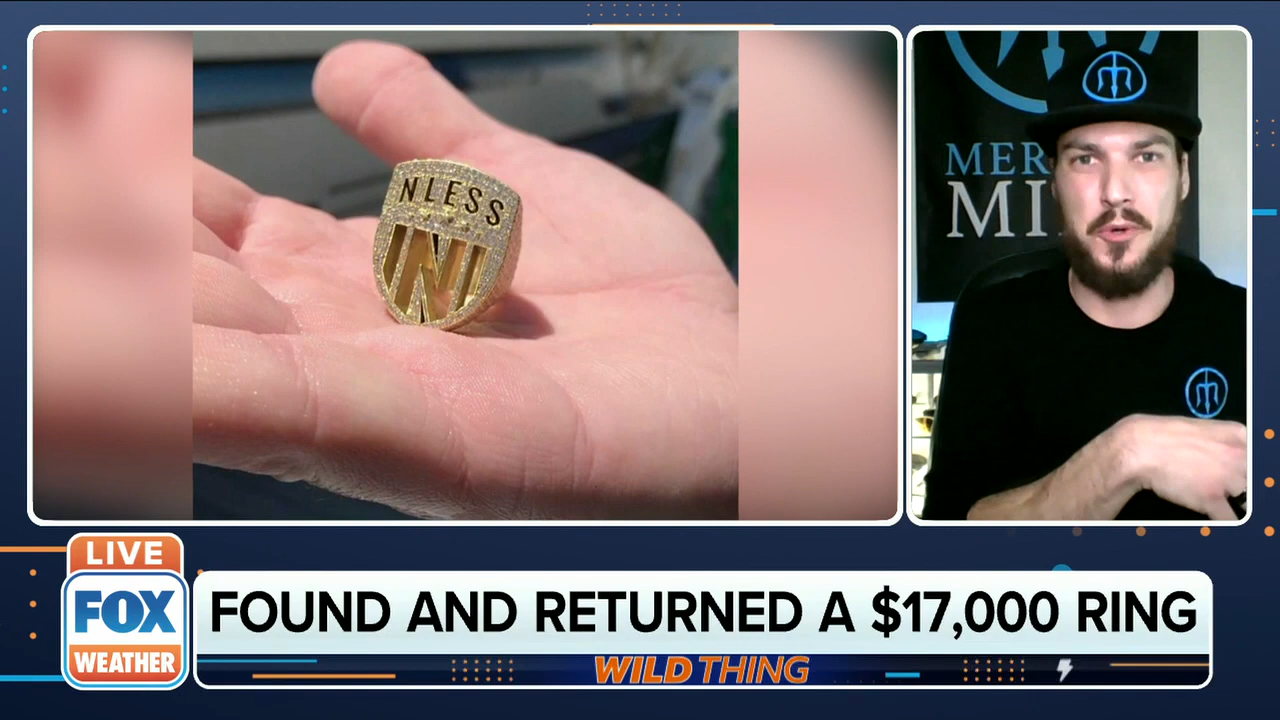 NLESS
MER
MI
LIVE
FOX
WEATHER
FOUND AND RETURNED A $17,000 RING
WILD THING